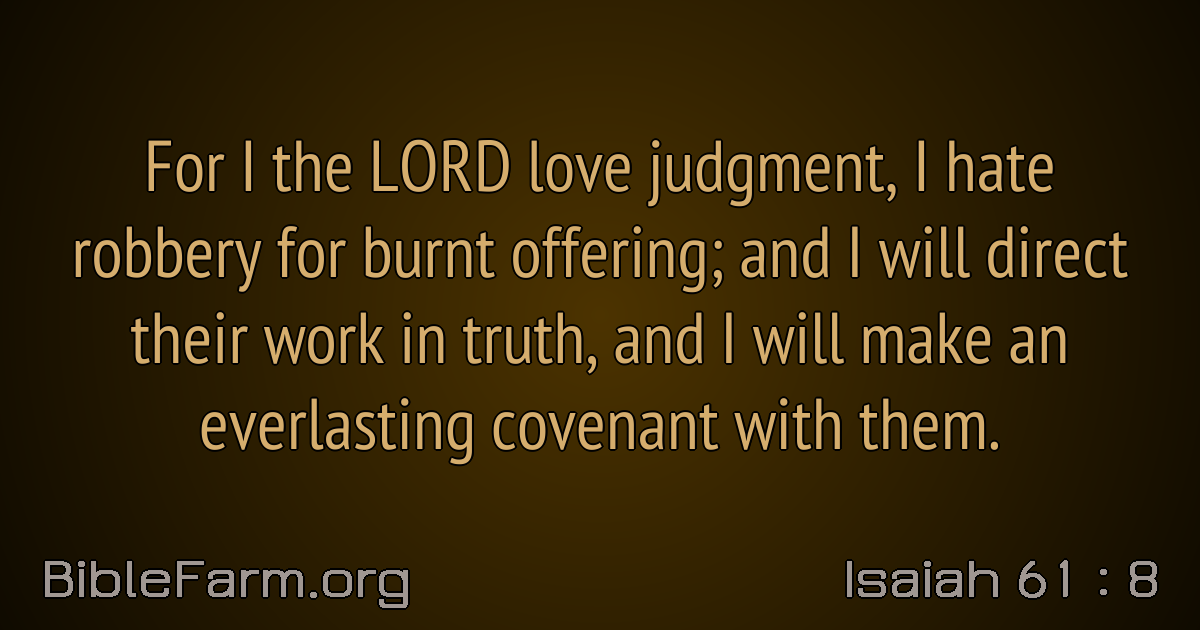 For I the LORD love judgment, I hate
robbery for burnt offering; and I will direct
their work in truth, and I will make an
everlasting covenant with them.
BibleFarm.org
Isaiah 61 : 8